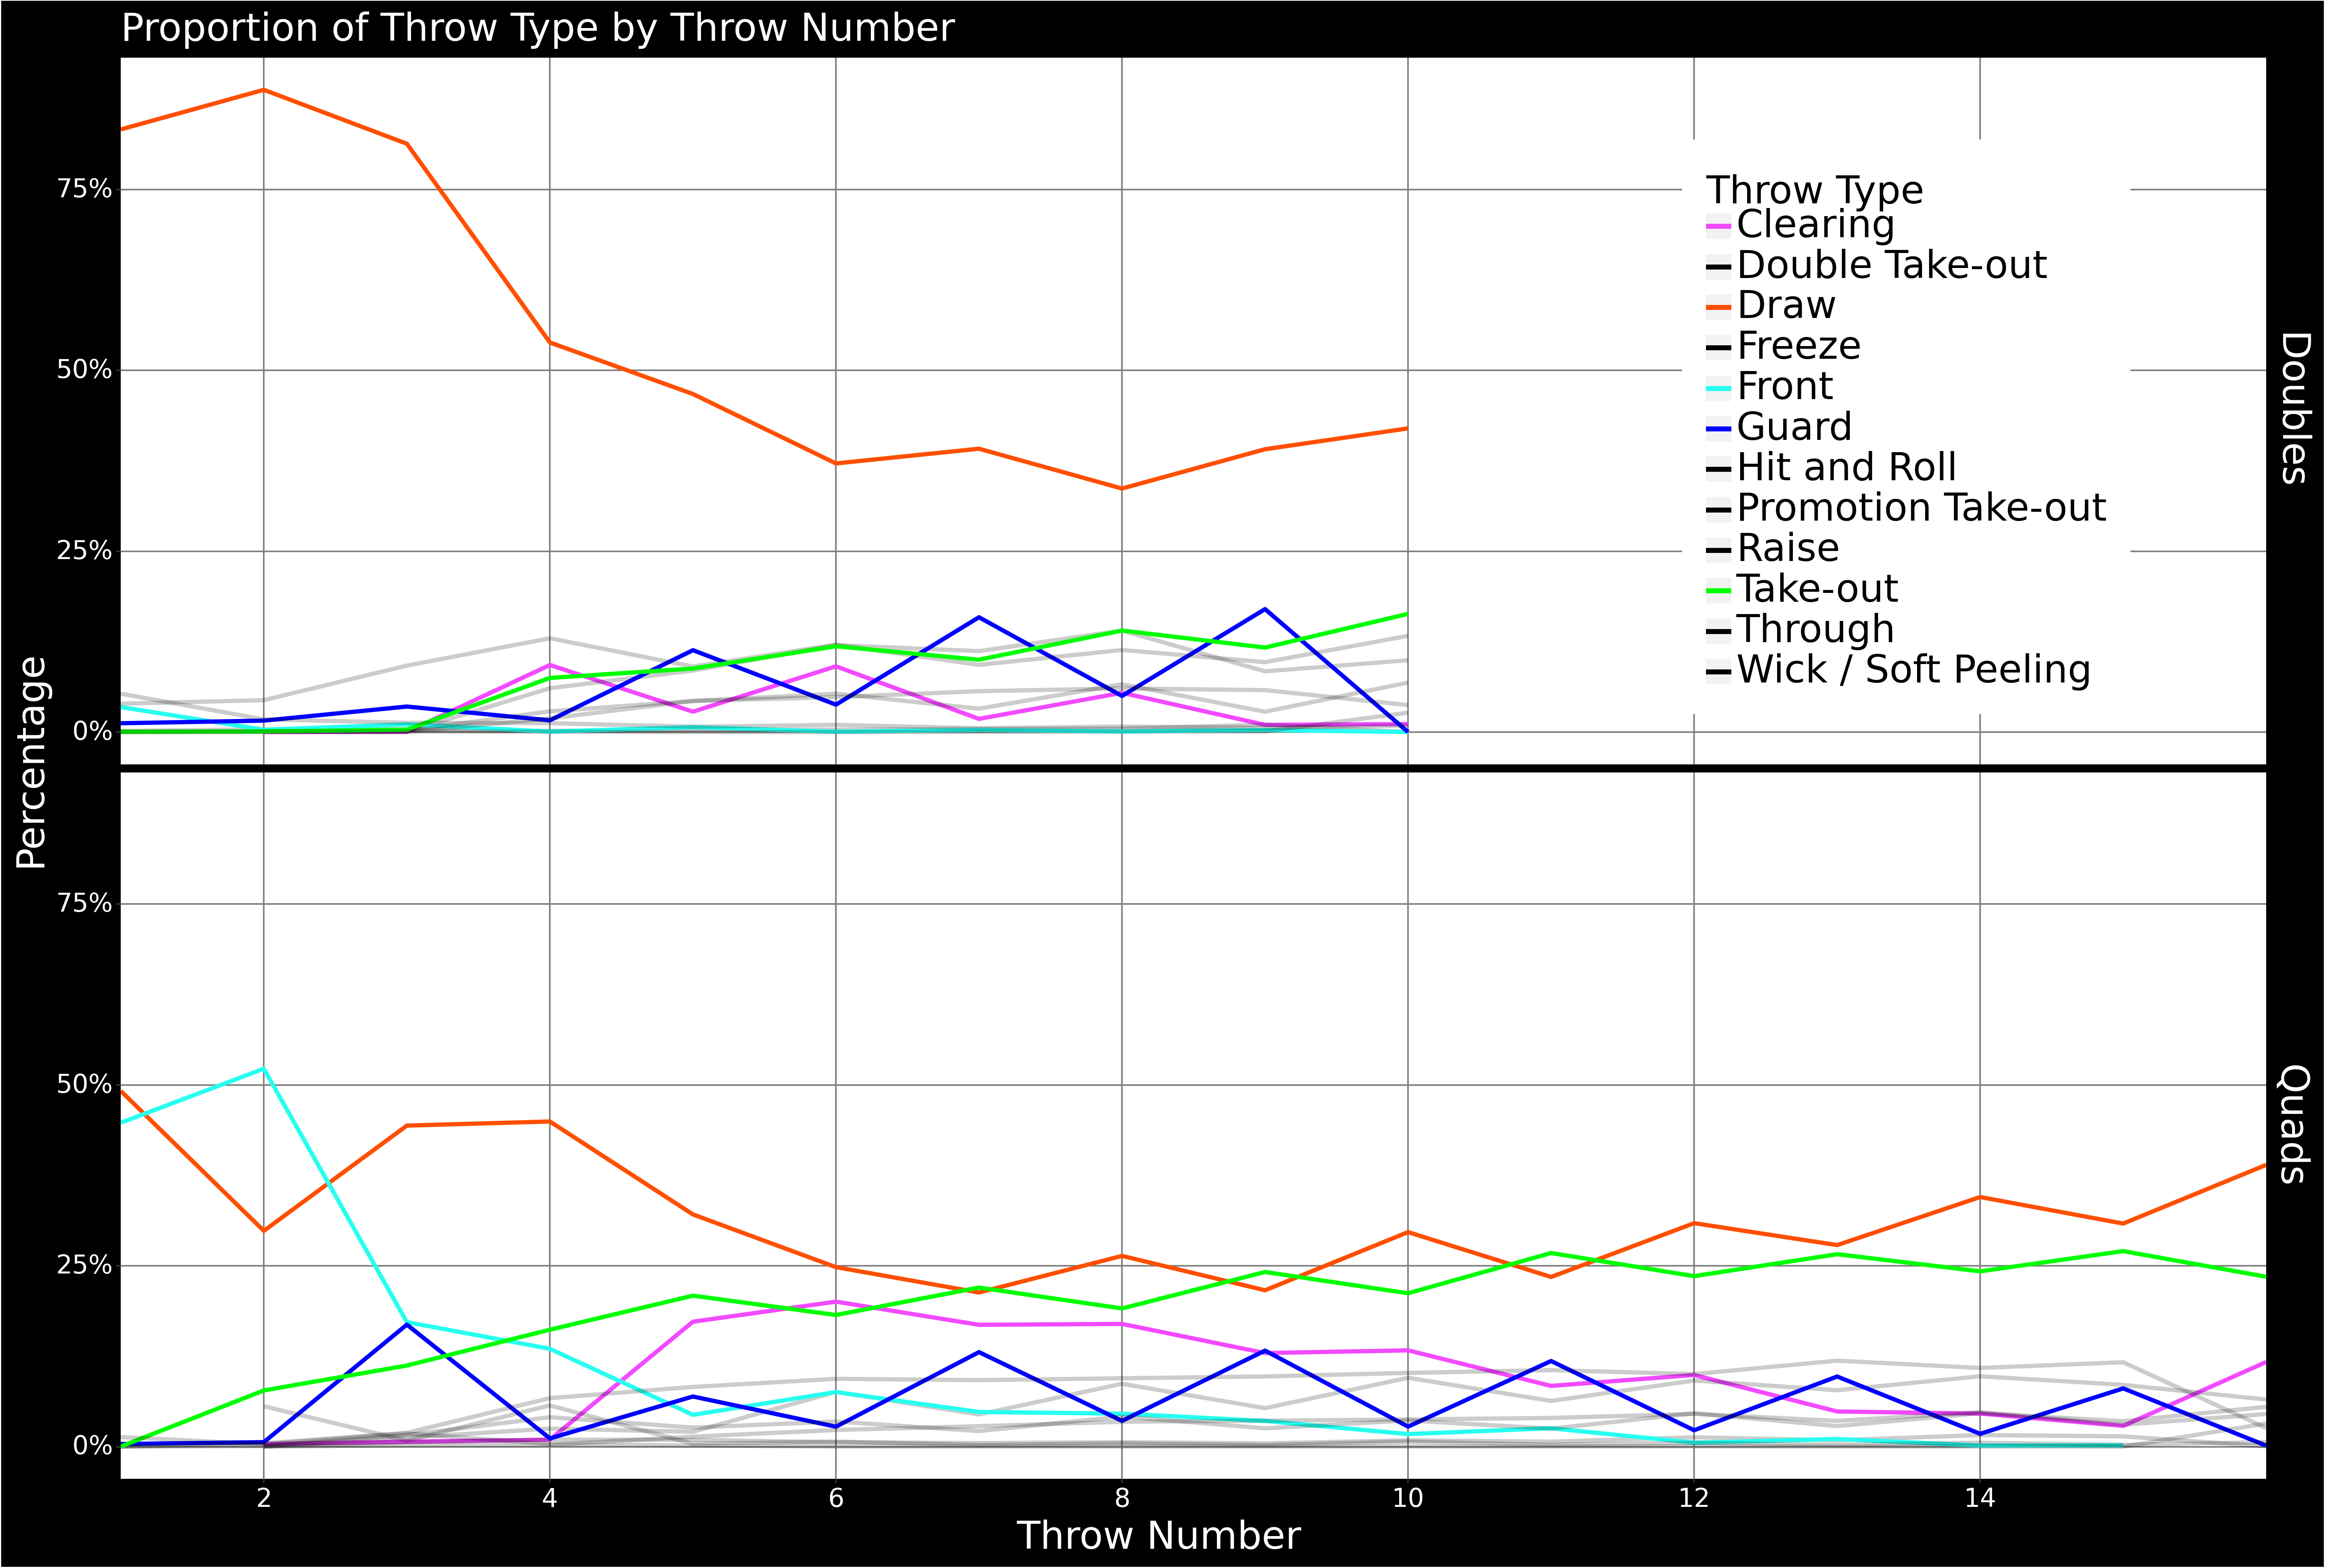 Proportion of Throw Type by Throw Number
75%
50%
25%
0%
Throw Type
Clearing
Double Take-out
Draw
Freeze
Front
Guard
Hit and Roll
Promotion Take-out
Raise
Take-out
Through
Wick / Soft Peeling
Doubles
Percentage
75%
50%
25%
0%
Quads
2 4 6 8 10 12 14
Throw Number